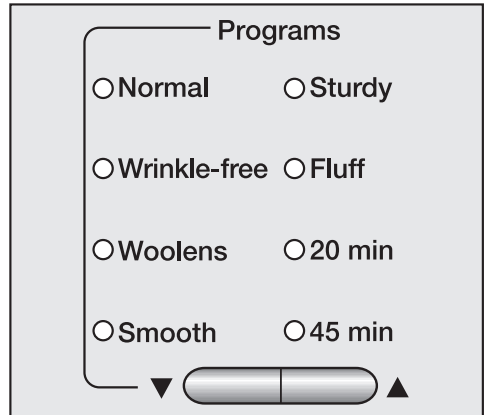 Programs
Normal
Sturdy
Wrinkle-free
Fluff
Woolens
20 min
Smooth
45 min